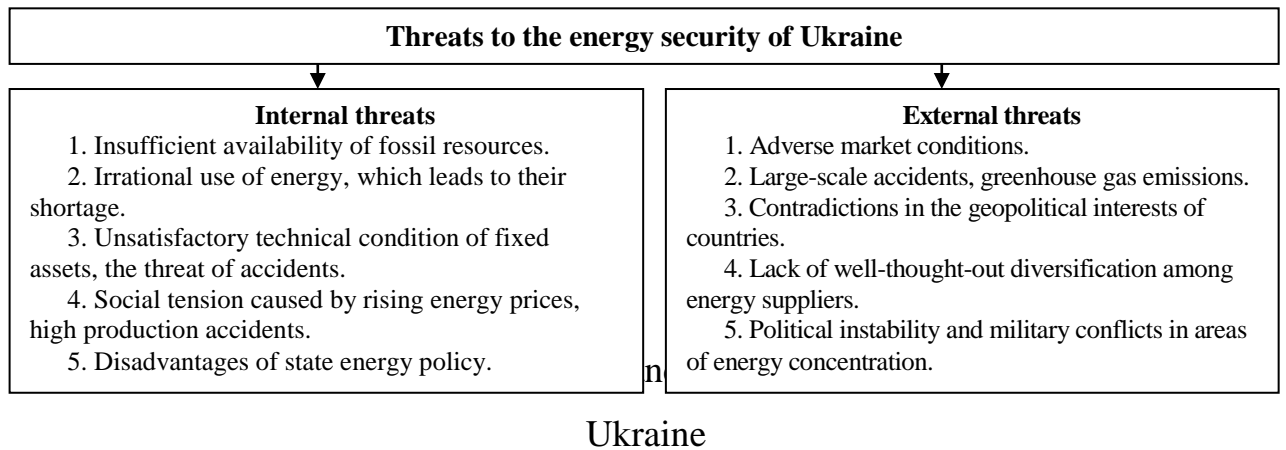 Threats to the energy security of Ukraine
Internal threats
1. Insufficient availability of fossil resources.
2. Irrational use of energy, which leads to their
shortage.
3. Unsatisfactory technical condition of fixed
assets, the threat of accidents.
4. Social tension caused by rising energy prices,
high production accidents.
5. Disadvantages of state energy policy.
External threats
1. Adverse market conditions.
2. Large-scale accidents, greenhouse gas emissions.
3. Contradictions in the geopolitical interests of
countries.
4. Lack of well-thought-out diversification among
energy suppliers.
5. Political instability and military conflicts in areas
of energy concentration.
Ukraine